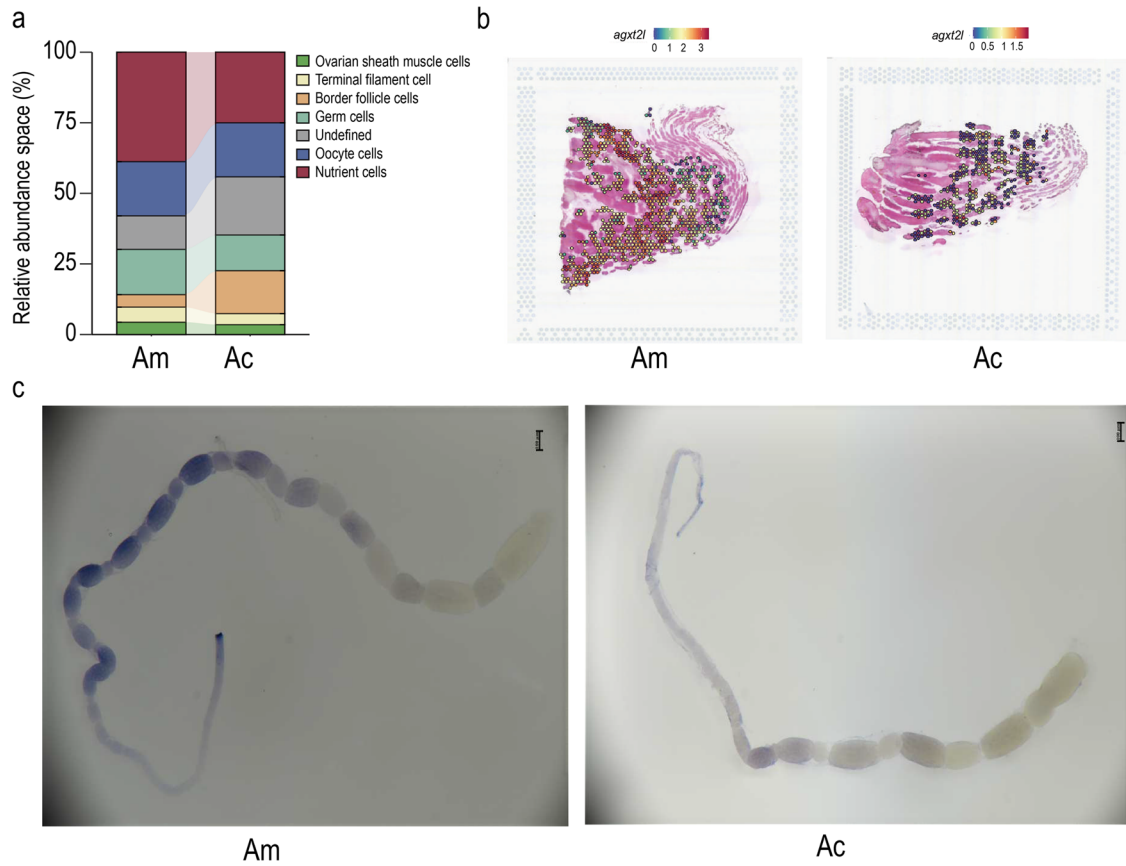 a
Relative abundance space (%)
100
75
50
25
0
Am
Ac
Ovarian sheath muscle cells
Terminal filament cell
Border follicle cells
Germ cells
Undefined
Oocyte cells
Nutrient cells
b
agxt2l
0 1 2 3
Am
agxt2l
0 0.5 1 1.5
Ac
c
Am
Ac